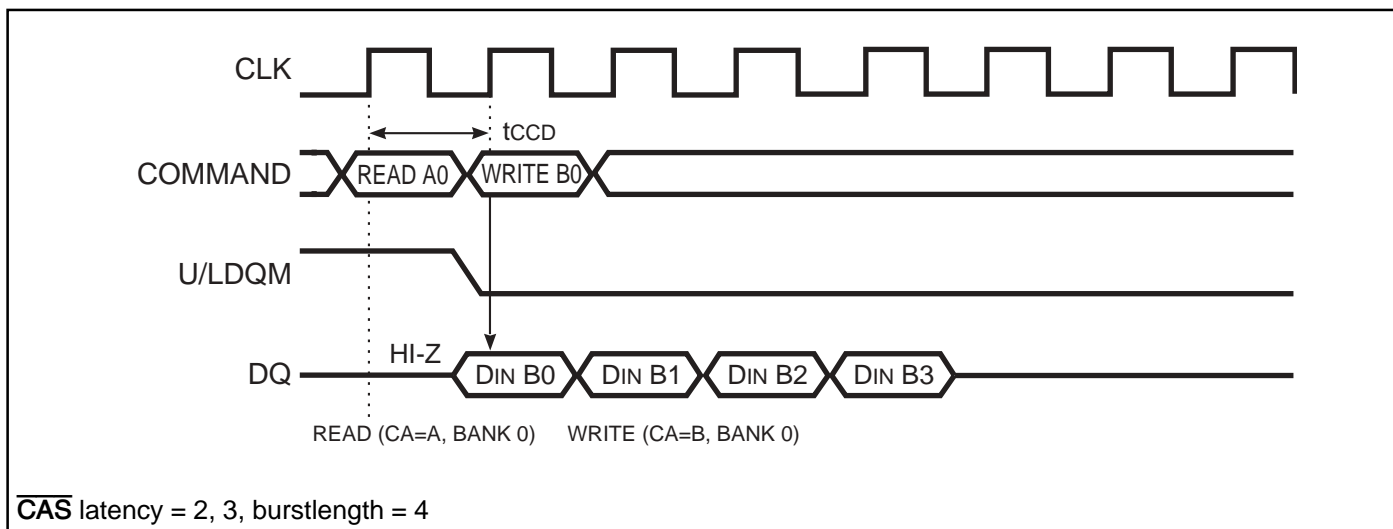 CLK
tCCD
COMMAND READ A0 WRITE B0
U/LDQM
DQ HI-Z DIN B0 DIN B1 DIN B2 DIN B3
READ (CA=A, BANK 0) WRITE (CA=B, BANK 0)
CAS latency = 2, 3, burstlength = 4